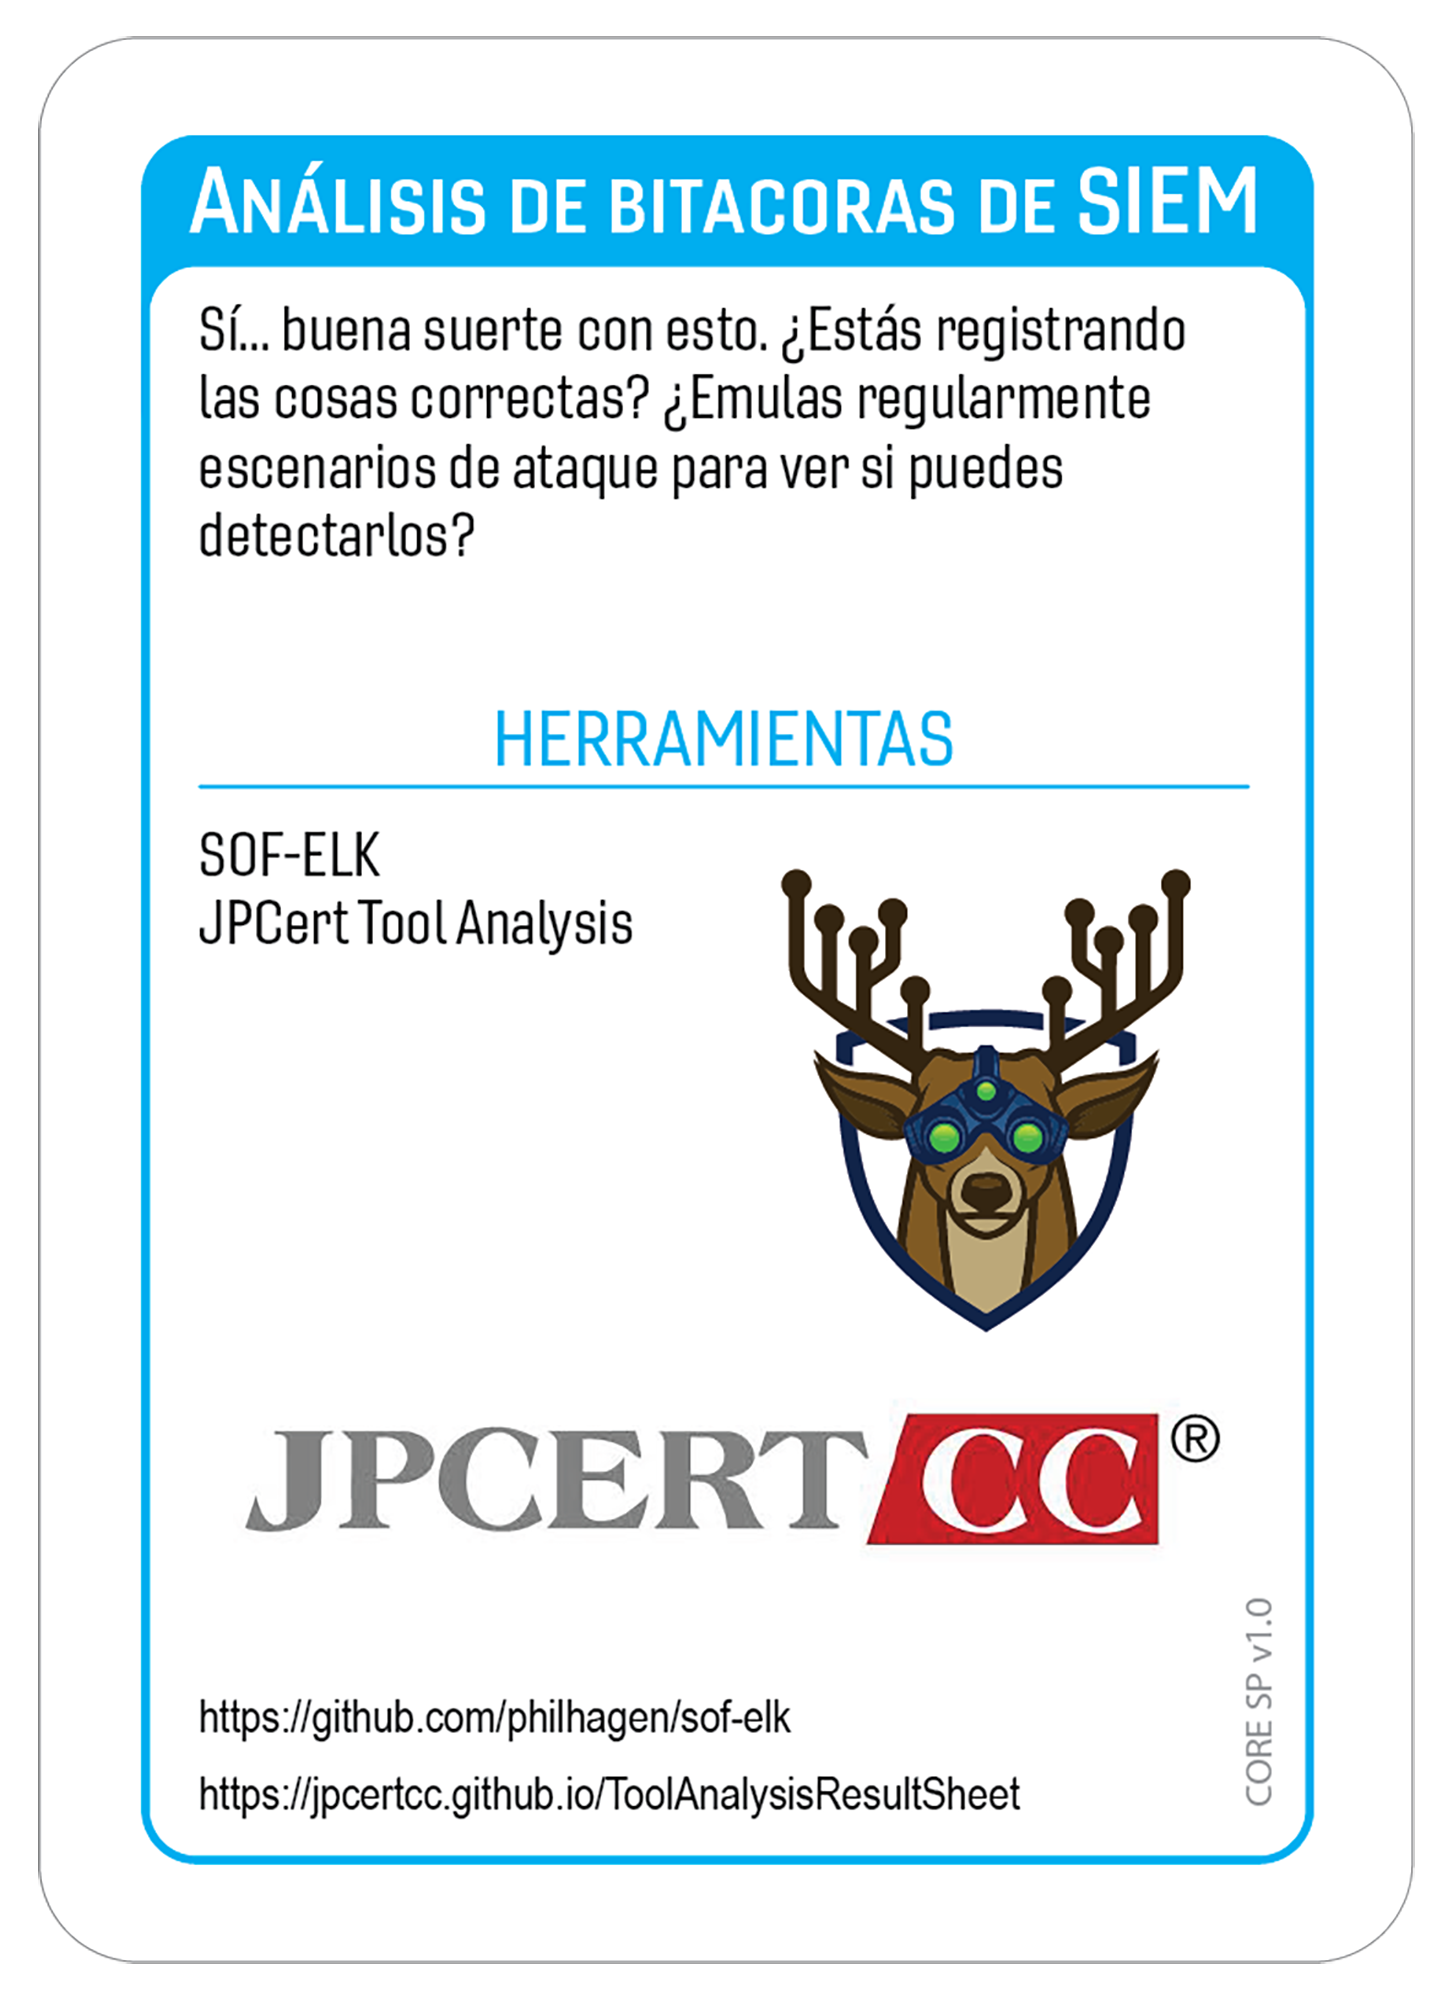 ANÁLISIS DE BITACORAS DE SIEM
Sí... buena suerte con esto. ¿Estás registrando
las cosas correctas? ¿Emulas regularmente
escenarios de ataque para ver si puedes
detectarlos?
HERRAMIENTAS
SOF-ELK
JPCert Tool Analysis
JPCERT CC®
https://github.com/philhagen/sof-elk
https://jpcertcc.github.io/ToolAnalysisResultSheet
CORE SP v1.0